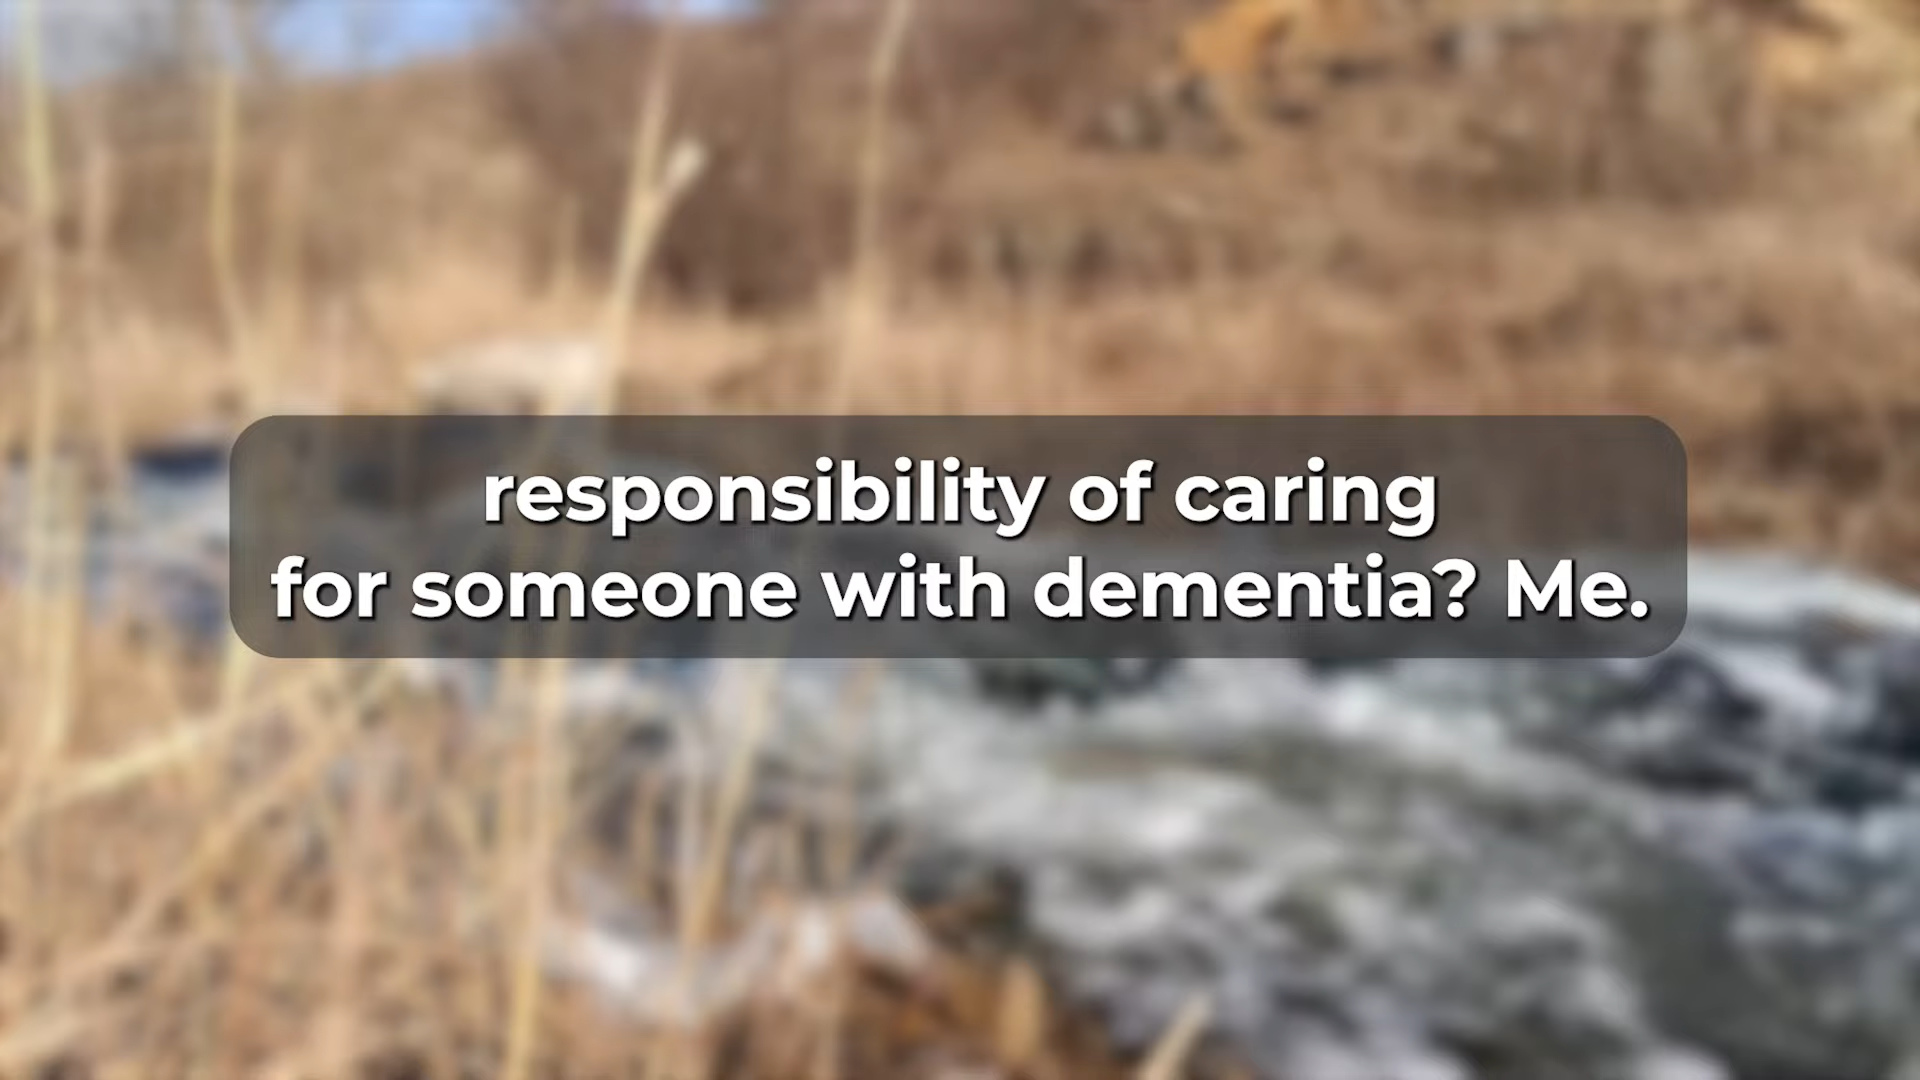 responsibility of caring
for someone with dementia? Me.